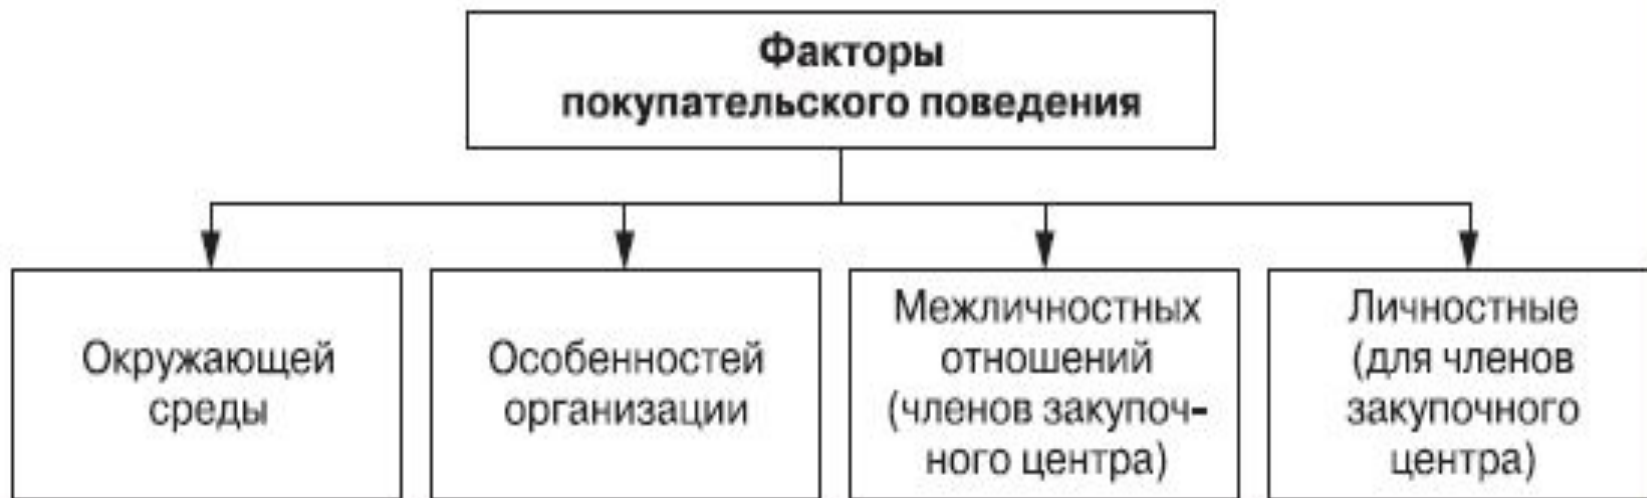 Факторы
покупательского поведения
Окружающей
среды
Особенностей
организации
Межличностных
отношений
(членов закупоч-
ного центра)
Личностные
(для членов
закупочного
центра)